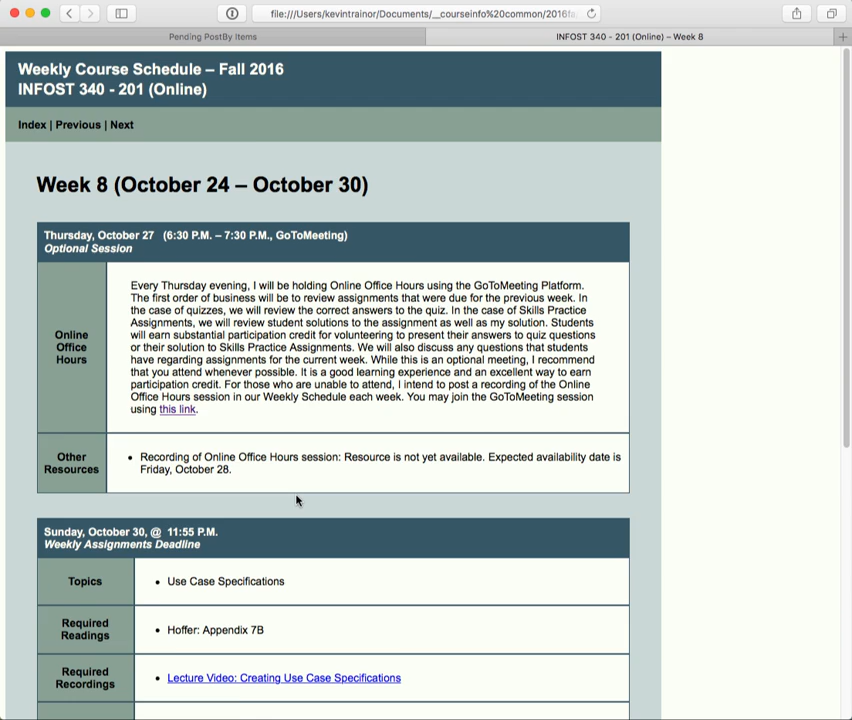 file:///Users/kevintrainor/Documents/__courseinfo%20common/2016fa
Pending PostBy Items
INFOST 340 - 201 (Online) – Week 8
Weekly Course Schedule – Fall 2016
INFOST 340 - 201 (Online)
Index | Previous | Next
Week 8 (October 24 – October 30)
Thursday, October 27 (6:30 P.M. – 7:30 P.M., GoToMeeting)
Optional Session
Online
Office
Hours
Every Thursday evening, I will be holding Online Office Hours using the GoToMeeting Platform.
The first order of business will be to review assignments that were due for the previous week. In
the case of quizzes, we will review the correct answers to the quiz. In the case of Skills Practice
Assignments, we will review student solutions to the assignment as well as my solution. Students
will earn substantial participation credit for volunteering to present their answers to quiz questions
or their solution to Skills Practice Assignments. We will also discuss any questions that students
have regarding assignments for the current week. While this is an optional meeting, I recommend
that you attend whenever possible. It is a good learning experience and an excellent way to earn
participation credit. For those who are unable to attend, I intend to post a recording of the Online
Office Hours session in our Weekly Schedule each week. You may join the GoToMeeting session
using this link.
Other
Resources
• Recording of Online Office Hours session: Resource is not yet available. Expected availability date is
Friday, October 28.
Sunday, October 30, @ 11:55 P.M.
Weekly Assignments Deadline
Topics
• Use Case Specifications
Required
Readings
• Hoffer: Appendix 7B
Required
Recordings
• Lecture Video: Creating Use Case Specifications